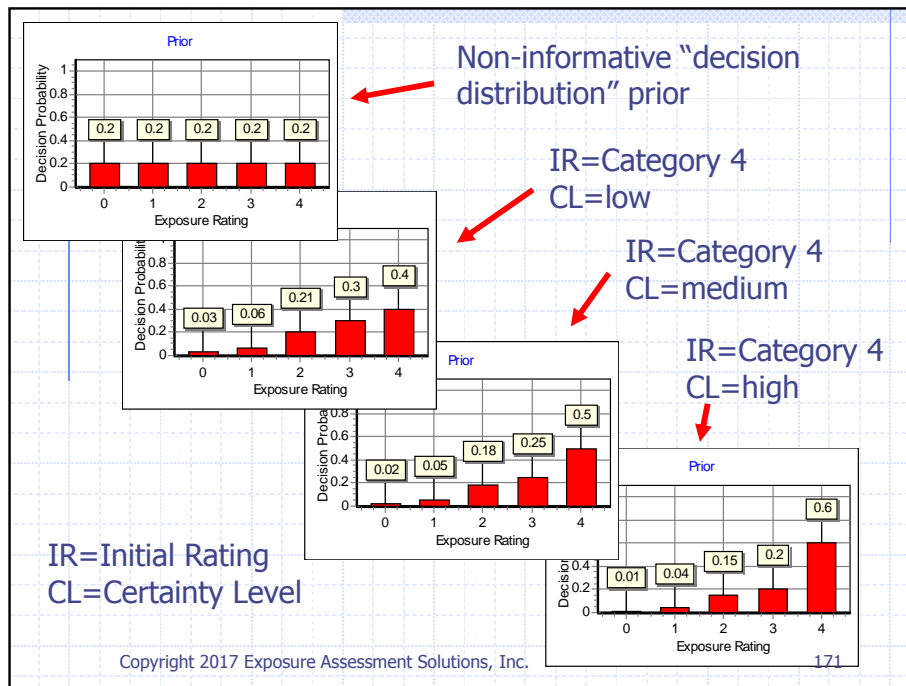 Prior
Decision Probability
1
0.8
0.6
0.4
0.2
0
0.2 0.2 0.2 0.2 0.2
0 1 2 3 4
Exposure Rating
Non-informative “decision
distribution” prior
IR=Category 4
CL=low
Decision Probability
0.8
0.6
0.4
0.2
0
0.03 0.06 0.21 0.3 0.4
0 1 2 3 4
Exposure Rating
IR=Category 4
CL=medium
Prior
0.8
0.6
0.4
0.2
0
0.02 0.05 0.18 0.25 0.5
0 1 2 3 4
Exposure Rating
IR=Category 4
CL=high
Prior
0.2
0
0.01 0.04 0.15 0.2 0.6
0 1 2 3 4
Exposure Rating
IR=Initial Rating
CL=Certainty Level
Copyright 2017 Exposure Assessment Solutions, Inc.
171